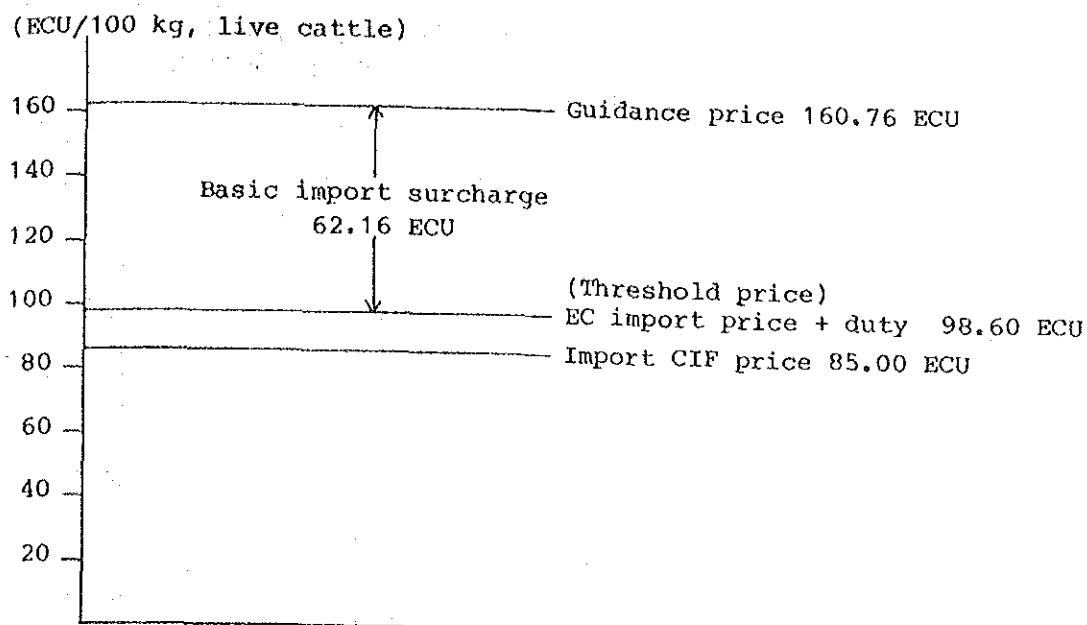 (ECU/100 kg, live cattle)
160
Guidance price 160.76 ECU
140
Basic import surcharge
62.16 ECU
120
100
(Threshold price)
EC import price + duty 98.60 ECU
80
Import CIF price 85.00 ECU
60
40
20